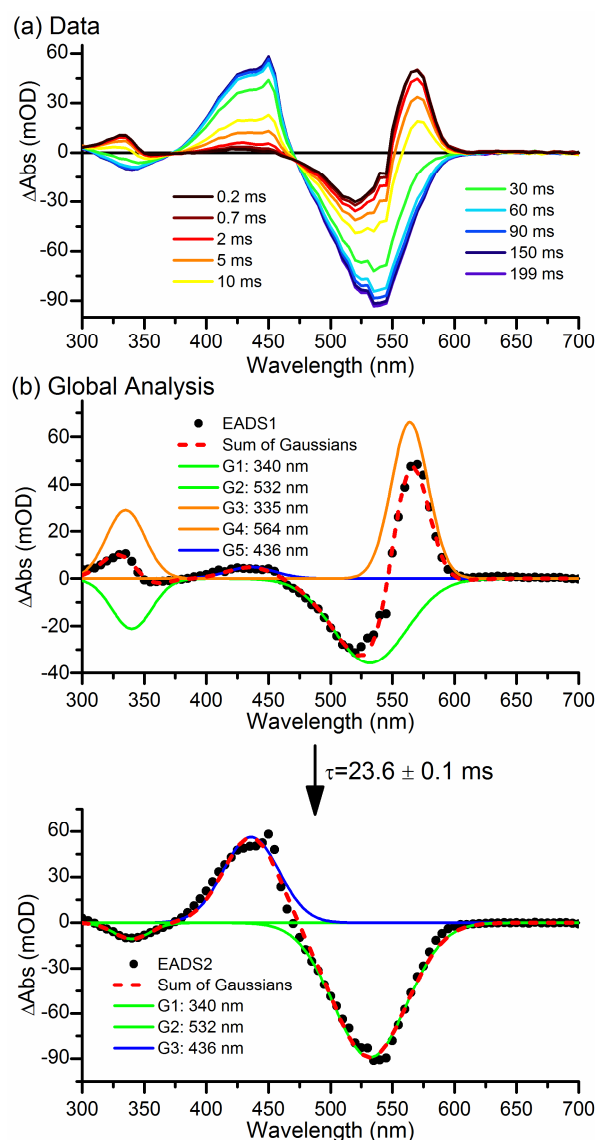 (a) Data
60
30
0
-30
-60
-90
ΔAbs (mOD)
0.2 ms
0.7 ms
2 ms
5 ms
10 ms
30 ms
60 ms
90 ms
150 ms
199 ms
300 350 400 450 500 550 600 650 700
Wavelength (nm)
(b) Global Analysis
60
40
20
0
-20
-40
ΔAbs (mOD)
EADS1
Sum of Gaussians
G1: 340 nm
G2: 532 nm
G3: 335 nm
G4: 564 nm
G5: 436 nm
300 350 400 450 500 550 600 650 700
Wavelength (nm)
τ=23.6 ± 0.1 ms
60
30
0
-30
-60
-90
ΔAbs (mOD)
EADS2
Sum of Gaussians
G1: 340 nm
G2: 532 nm
G3: 436 nm
300 350 400 450 500 550 600 650 700
Wavelength (nm)